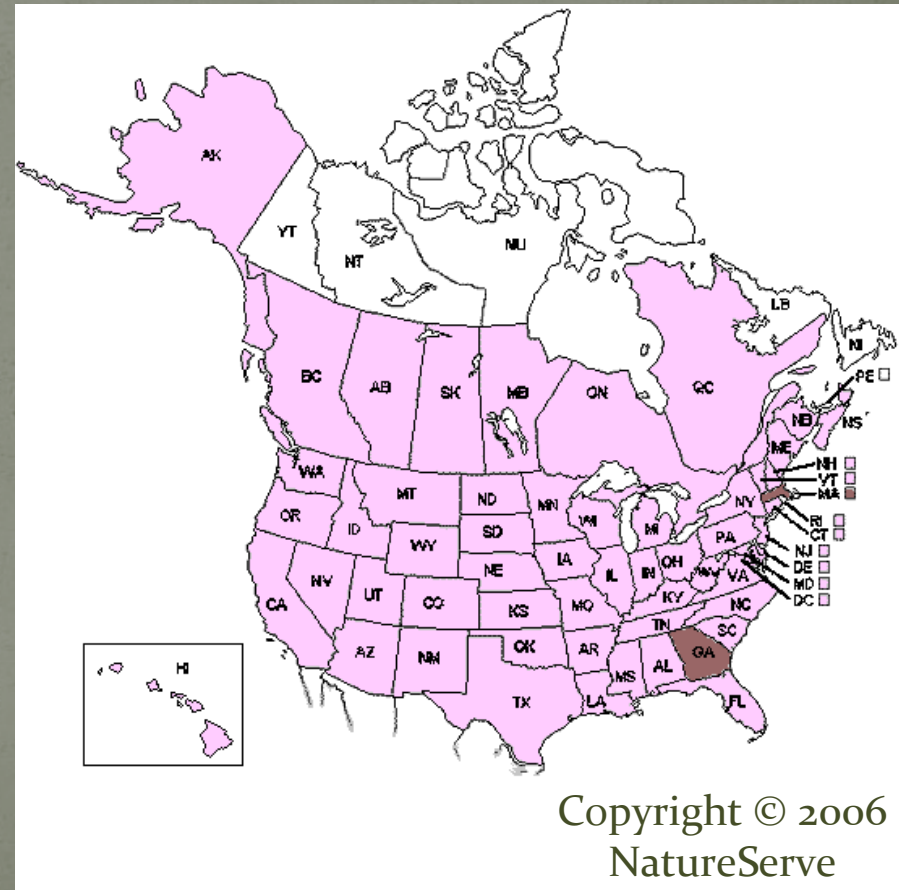 AK
YT
NT
NU
LB
NI
PE
BC
AB
SK
MB
ON
QC
NB
NS
ME
NH
VT
MA
RI
CT
NJ
DE
MD
DC
WA
MT
ND
MN
WI
MI
NY
PA
OR
ID
WY
SD
IA
NE
IL
IN
OH
WV
VA
KY
NV
UT
CO
KS
MO
CA
AZ
NM
OK
AR
TN
NC
SC
TX
LA
MS
AL
GA
FL
HI
Copyright © 2006
NatureServe